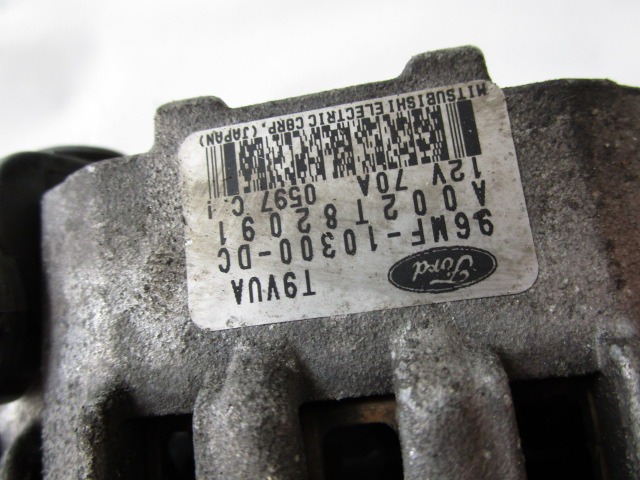 Ford
T9VUA
96MF-10300-DC
A002T82091
12V 70A 0597 C !
MITSUBISHI ELECTRIC CORP. (JAPAN)